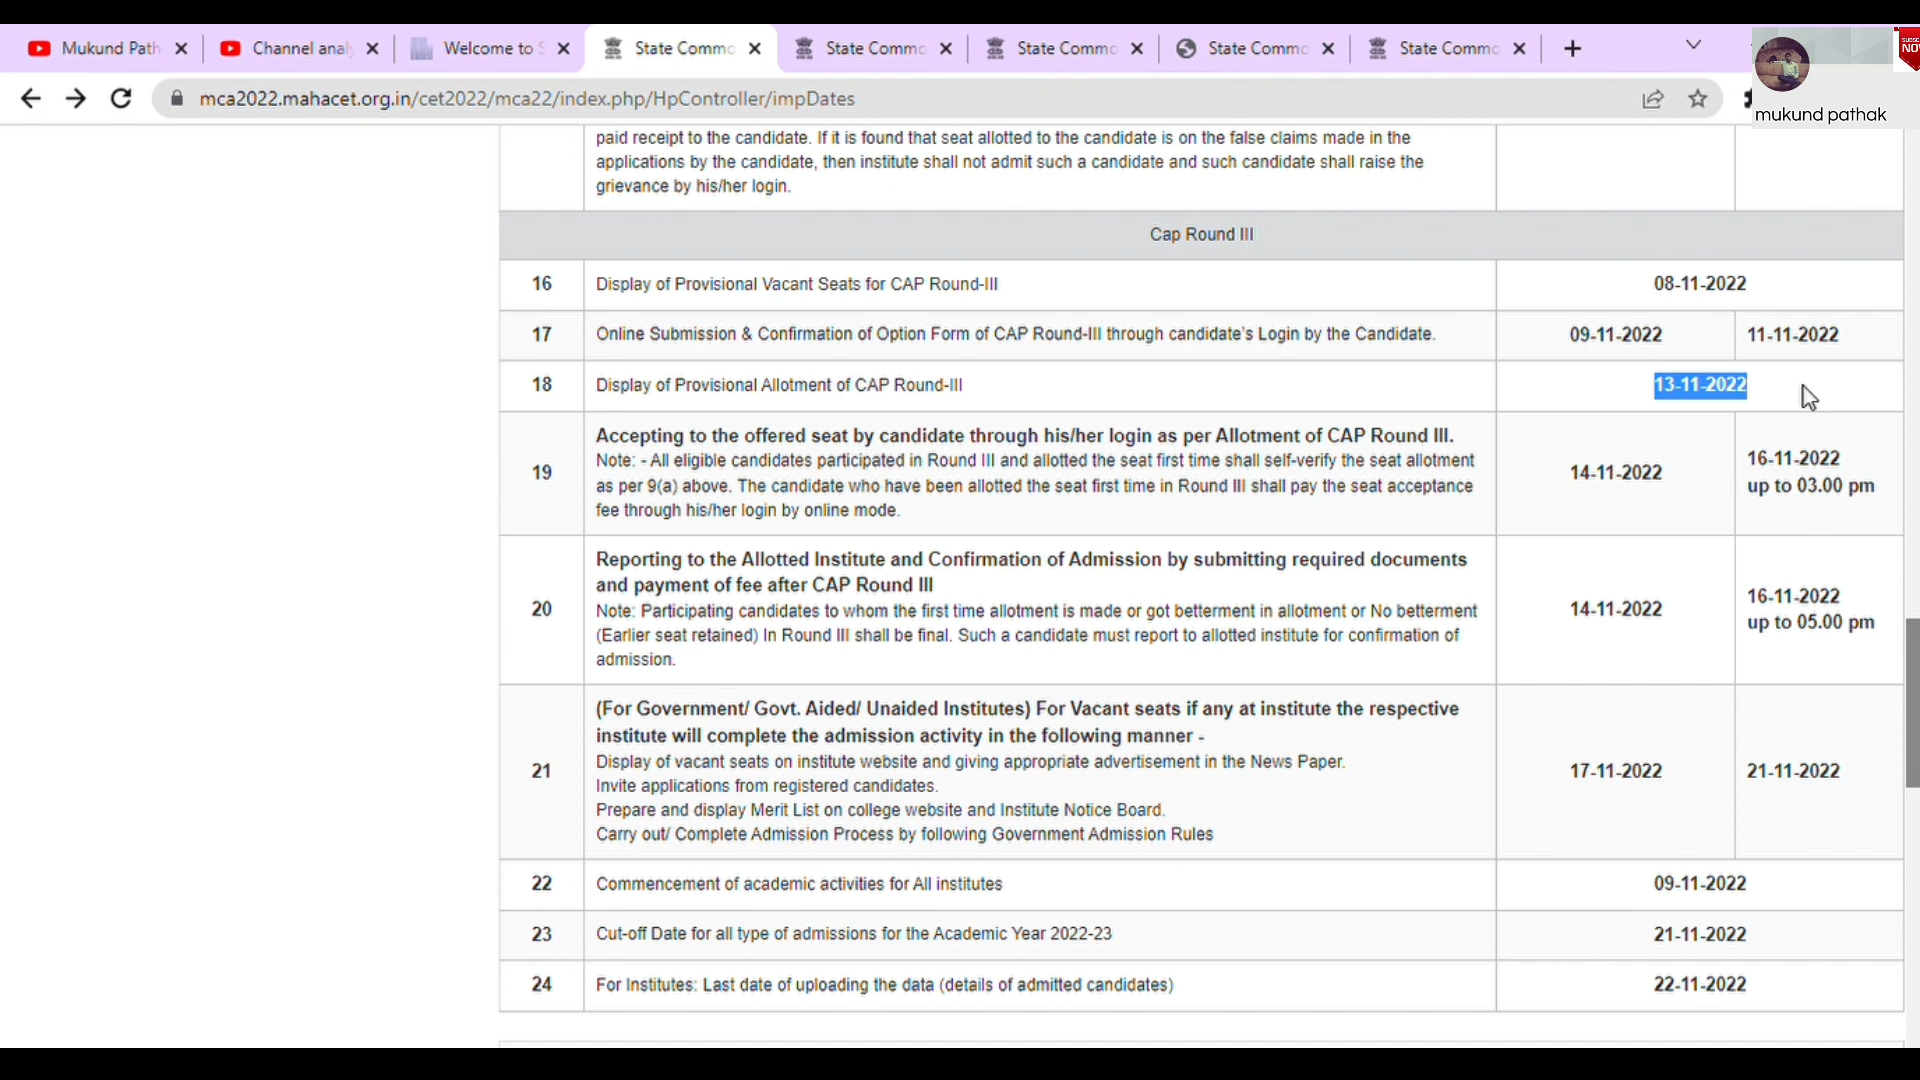 Mukund Path
Channel anal
Welcome to S
State Commo
State Commo
State Commo
State Commo
State Commo
SUBSC
NOW
mca2022.mahacet.org.in/cet2022/mca22/index.php/HpController/impDates
mukund pathak
paid receipt to the candidate. If it is found that seat allotted to the candidate is on the false claims made in the
applications by the candidate, then institute shall not admit such a candidate and such candidate shall raise the
grievance by his/her login.
Cap Round III
16 Display of Provisional Vacant Seats for CAP Round-III 08-11-2022
17 Online Submission & Confirmation of Option Form of CAP Round-III through candidate's Login by the Candidate. 09-11-2022 11-11-2022
18 Display of Provisional Allotment of CAP Round-III 13-11-2022
Accepting to the offered seat by candidate through his/her login as per Allotment of CAP Round III.
Note: - All eligible candidates participated in Round III and allotted the seat first time shall self-verify the seat allotment 16-11-2022
19 14-11-2022
as per 9(a) above. The candidate who have been allotted the seat first time in Round III shall pay the seat acceptance up to 03.00 pm
fee through his/her login by online mode.
Reporting to the Allotted Institute and Confirmation of Admission by submitting required documents
and payment of fee after CAP Round III 16-11-2022
20 Note: Participating candidates to whom the first time allotment is made or got betterment in allotment or No betterment 14-11-2022
(Earlier seat retained) In Round III shall be final. Such a candidate must report to allotted institute for confirmation of up to 05.00 pm
admission.
(For Government/ Govt. Aided/ Unaided Institutes) For Vacant seats if any at institute the respective
institute will complete the admission activity in the following manner -
21 Display of vacant seats on institute website and giving appropriate advertisement in the News Paper. 17-11-2022 21-11-2022
Invite applications from registered candidates.
Prepare and display Merit List on college website and Institute Notice Board.
Carry out/ Complete Admission Process by following Government Admission Rules
22 Commencement of academic activities for All institutes 09-11-2022
23 Cut-off Date for all type of admissions for the Academic Year 2022-23 21-11-2022
24 For Institutes: Last date of uploading the data (details of admitted candidates) 22-11-2022